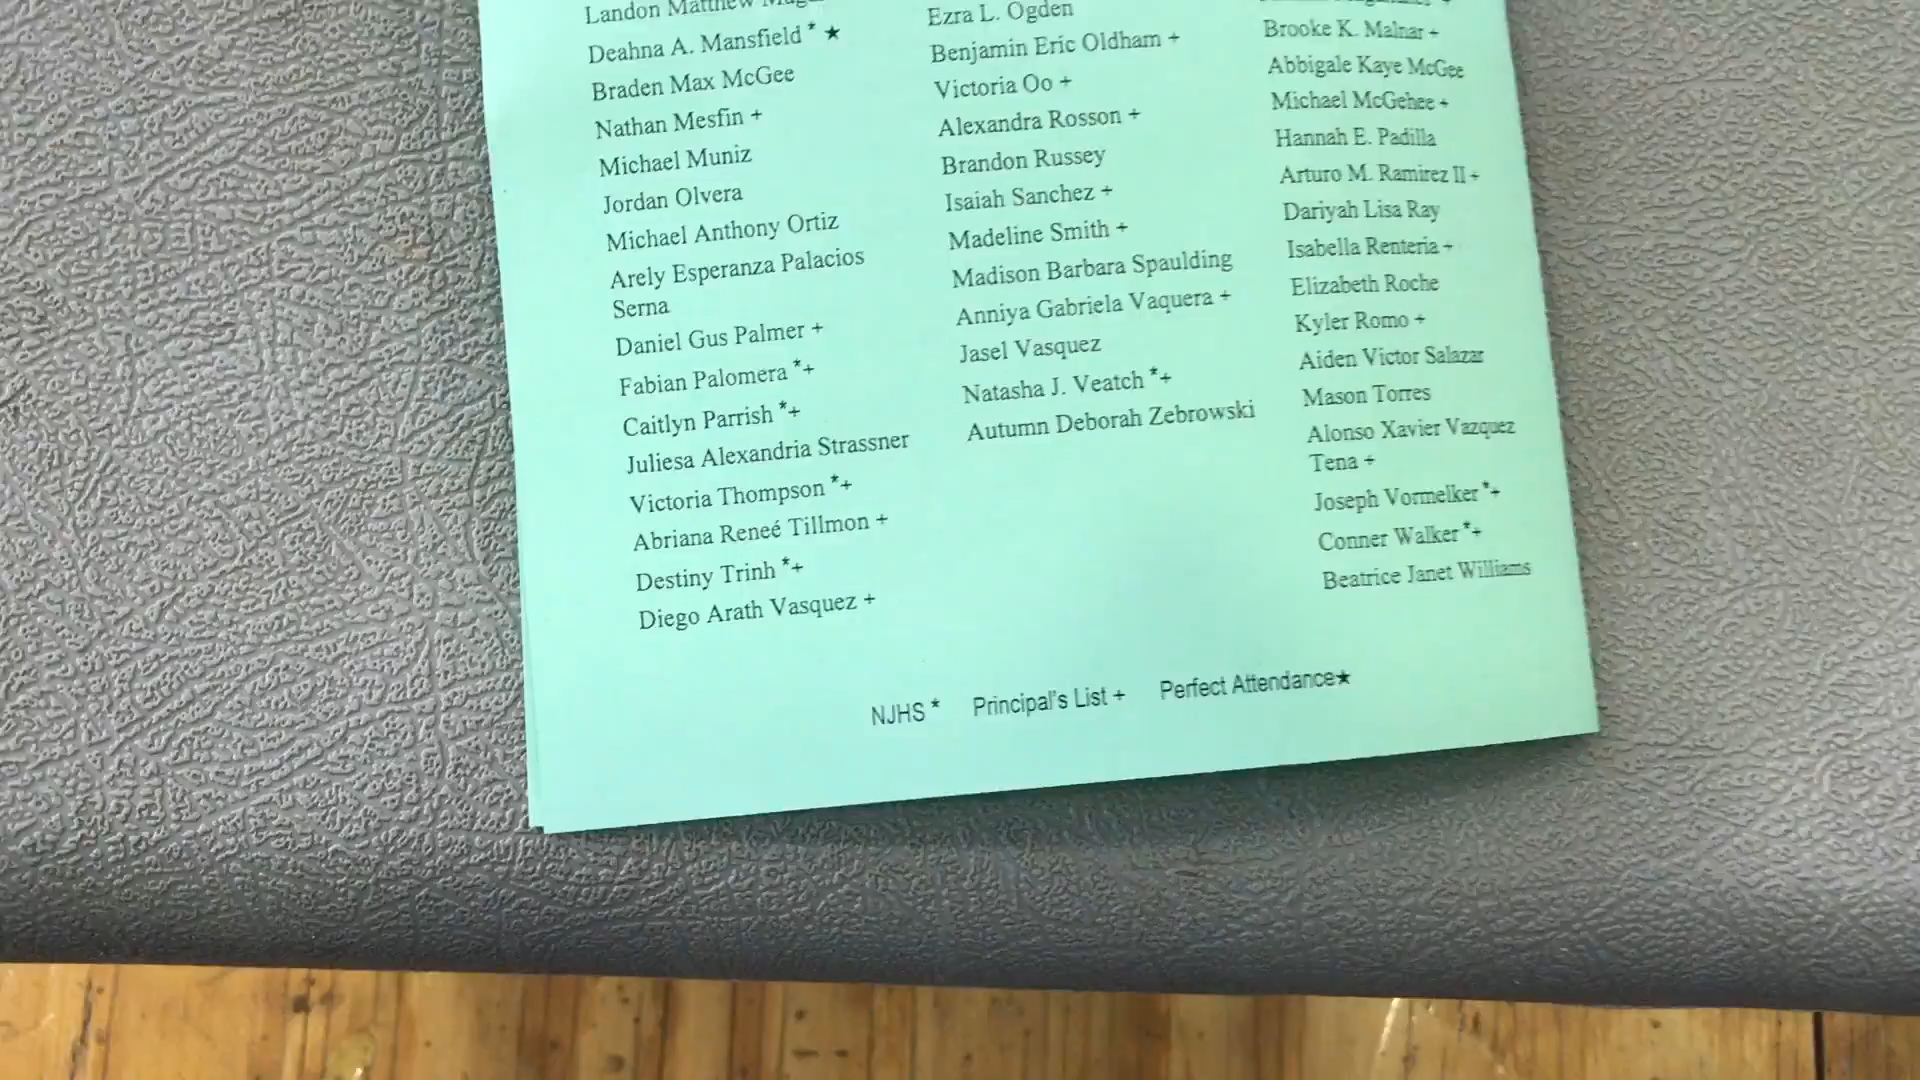 Landon Matthew
Deahna A. Mansfield * ★
Braden Max McGee
Nathan Mesfin +
Michael Muniz
Jordan Olvera
Michael Anthony Ortiz
Arely Esperanza Palacios
Serna
Daniel Gus Palmer +
Fabian Palomera *+
Caitlyn Parrish *+
Juliesa Alexandria Strassner
Victoria Thompson *+
Abriana Reneé Tillmon +
Destiny Trinh *+
Diego Arath Vasquez +
Ezra L. Ogden
Benjamin Eric Oldham +
Victoria Oo +
Alexandra Rosson +
Brandon Russey
Isaiah Sanchez +
Madeline Smith +
Madison Barbara Spaulding
Anniya Gabriela Vaquera +
Jasel Vasquez
Natasha J. Veatch *+
Autumn Deborah Zebrowski
Brooke K. Malnar +
Abbigale Kaye McGee
Michael McGehee +
Hannah E. Padilla
Arturo M. Ramirez II +
Dariyah Lisa Ray
Isabella Renteria +
Elizabeth Roche
Kyler Romo +
Aiden Victor Salazar
Mason Torres
Alonso Xavier Vazquez
Tena +
Joseph Vormelker *+
Conner Walker *+
Beatrice Janet Williams
NJHS * Principal's List + Perfect Attendance★